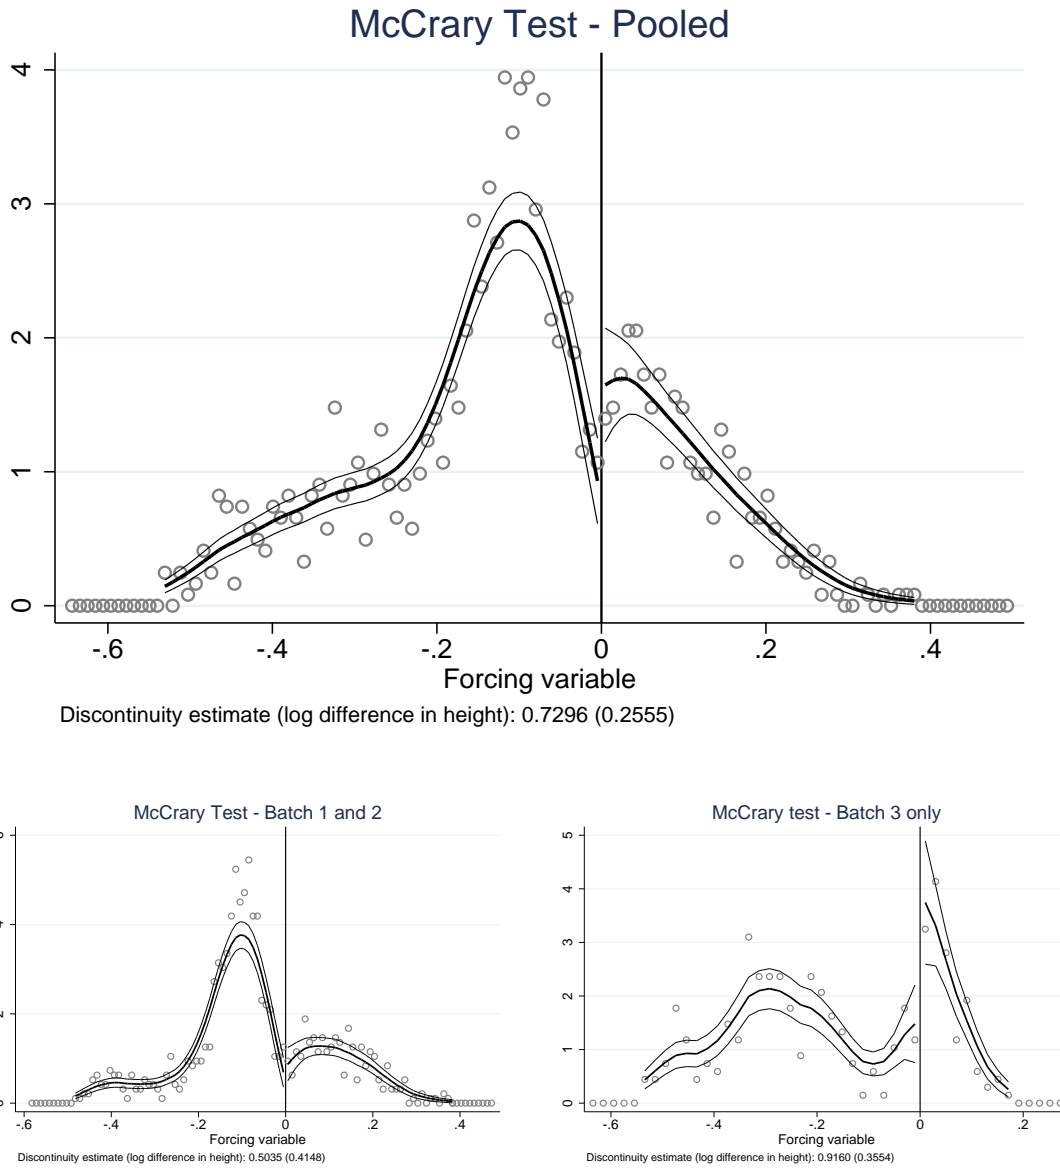 McCrary Test - Pooled
4
3
2
1
0
-.6 -.4 -.2 0 .2 .4
Forcing variable
Discontinuity estimate (log difference in height): 0.7296 (0.2555)
McCrary Test - Batch 1 and 2
-.6 -.4 -.2 0 .2 .4
Forcing variable
Discontinuity estimate (log difference in height): 0.5035 (0.4148)
McCrary test - Batch 3 only
5
4
3
2
1
0
-.6 -.4 -.2 0 .2
Forcing variable
Discontinuity estimate (log difference in height): 0.9160 (0.3554)